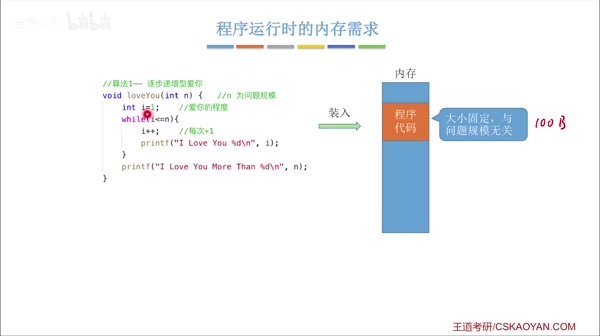 程序运行时的内存需求
bilibili
//算法1—— 逐步递增型爱你
void loveYou(int n) {   //n 为问题规模
int i=1;    //爱你的程度
while(i<=n){
i++;    //每次+1
printf("I Love You %d\n", i);
}
printf("I Love You More Than %d\n", n);
}
装入
内存
程序
代码
大小固定，与
问题规模无关
100 B
王道考研/CSKAOYAN.COM